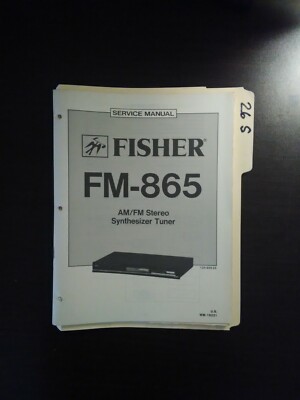 SERVICE MANUAL
FISHER
FM-865
AM/FM Stereo
Synthesizer Tuner
26 S